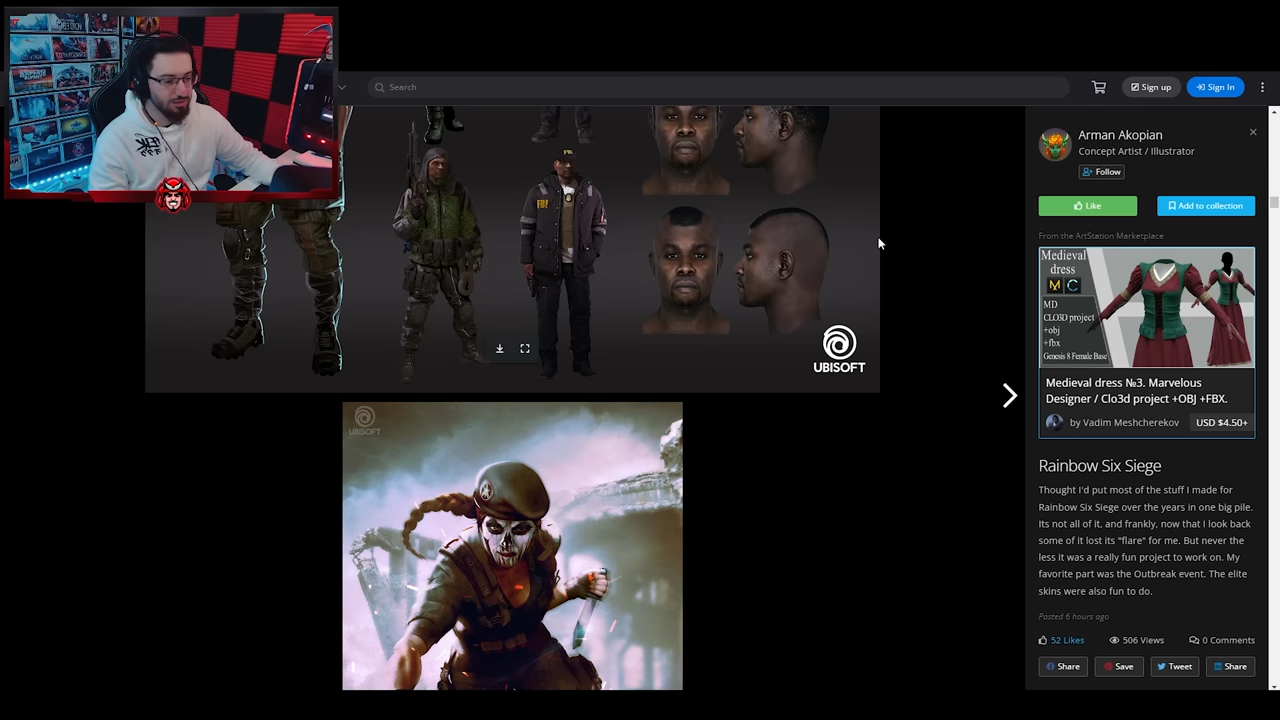 Search
Sign up
Sign In
FBI
FBI
UBISOFT
UBISOFT
Arman Akopian
Concept Artist / Illustrator
Follow
Like
Add to collection
From the ArtStation Marketplace
Medieval
dress
MD
CLO3D project
+obj
+fbx
Genesis 8 Female Base
Medieval dress №3. Marvelous
Designer / Clo3d project +OBJ +FBX.
by Vadim Meshcherekov
USD $4.50+
Rainbow Six Siege
Thought I'd put most of the stuff I made for
Rainbow Six Siege over the years in one big pile.
Its not all of it, and frankly, now that I look back
some of it lost its "flare" for me. But never the
less it was a really fun project to work on. My
favorite part was the Outbreak event. The elite
skins were also fun to do.
Posted 6 hours ago
52 Likes
506 Views
0 Comments
Share
Save
Tweet
Share